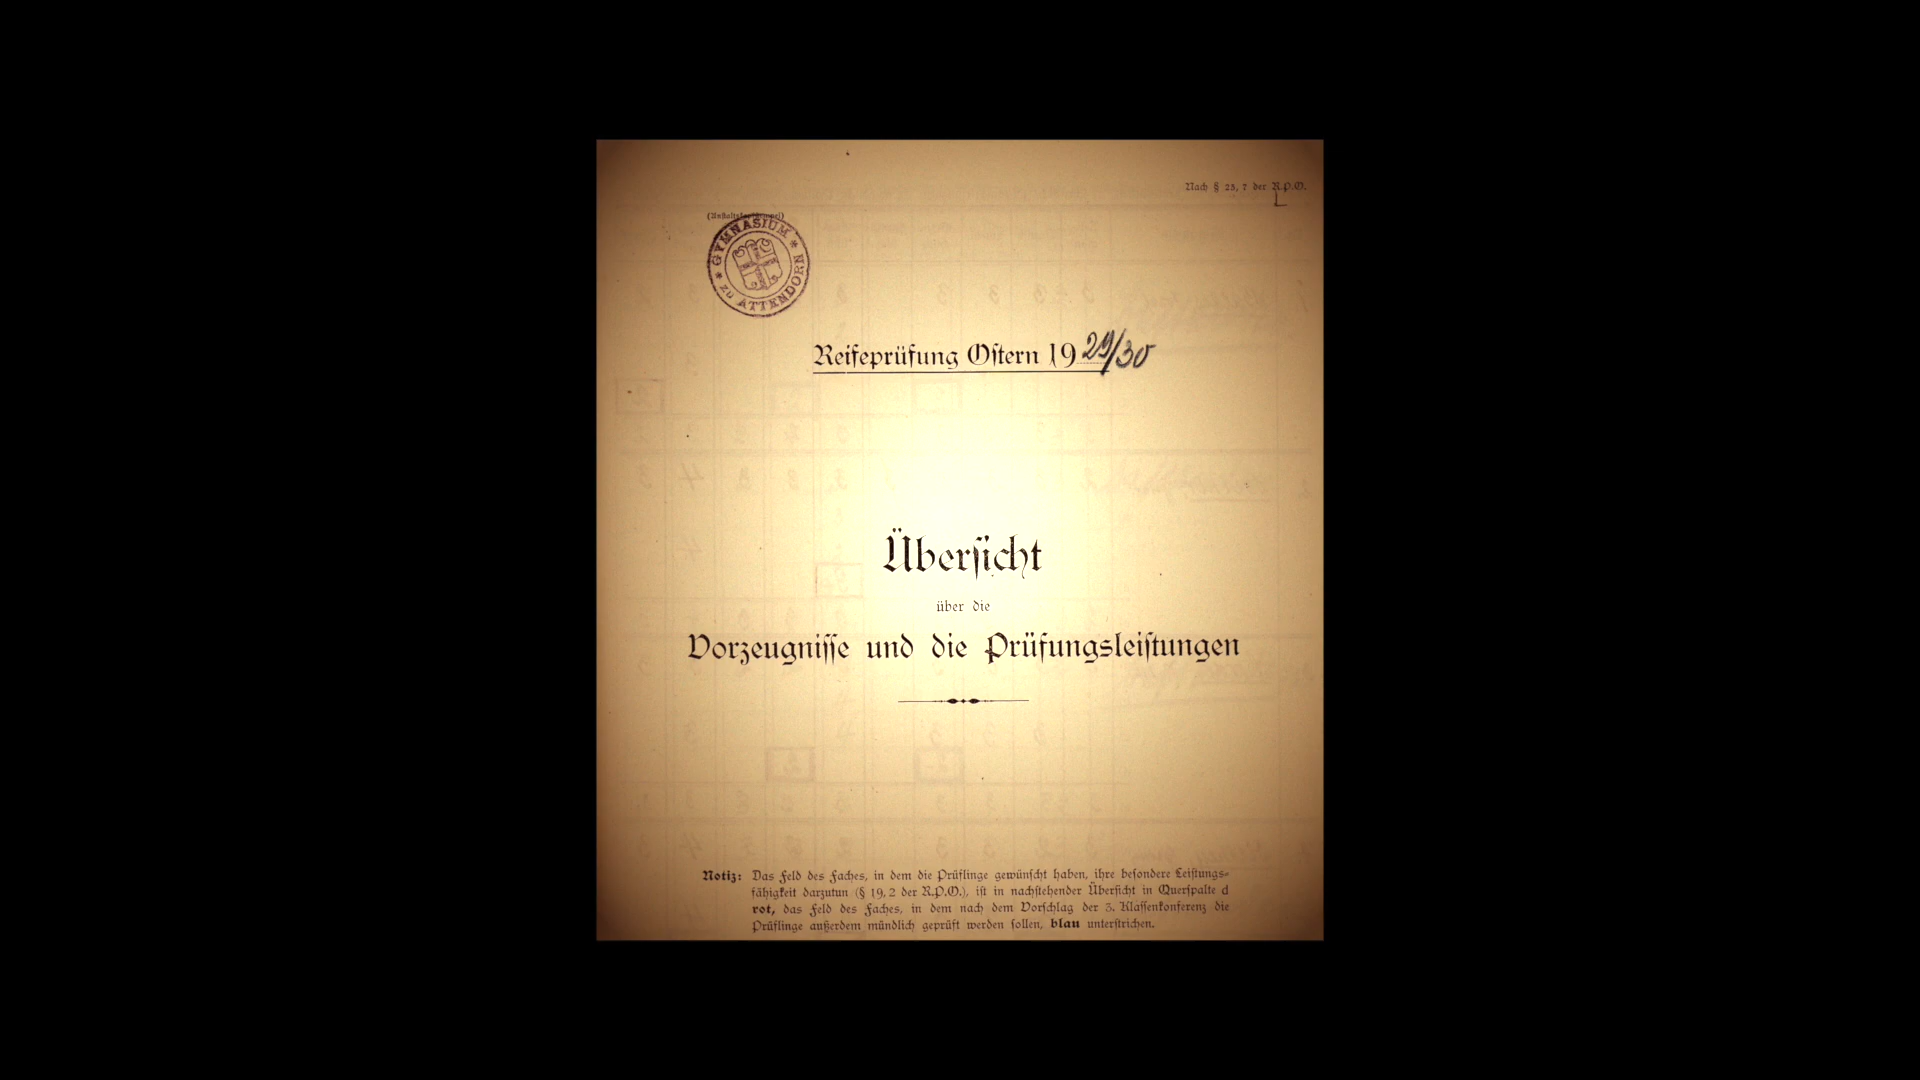 Nach § 23, 7 der R.P.O.
(Anstaltsstempel)
* GYMNASIUM *
zu ATTENDORN
Reifeprüfung Ostern 1929/30
Übersicht
über die
Vorzeugnisse und die Prüfungsleistungen
Notiz: Das Feld des Faches, in dem die Prüflinge gewünscht haben, ihre besondere Leistungs-
fähigkeit darzutun (§ 19, 2 der R.P.O.), ist in nachstehender Übersicht in Querspalte d
rot, das Feld des Faches, in dem nach dem Vorschlag der 3. Klassenkonferenz die
Prüflinge außerdem mündlich geprüft werden sollen, blau unterstrichen.